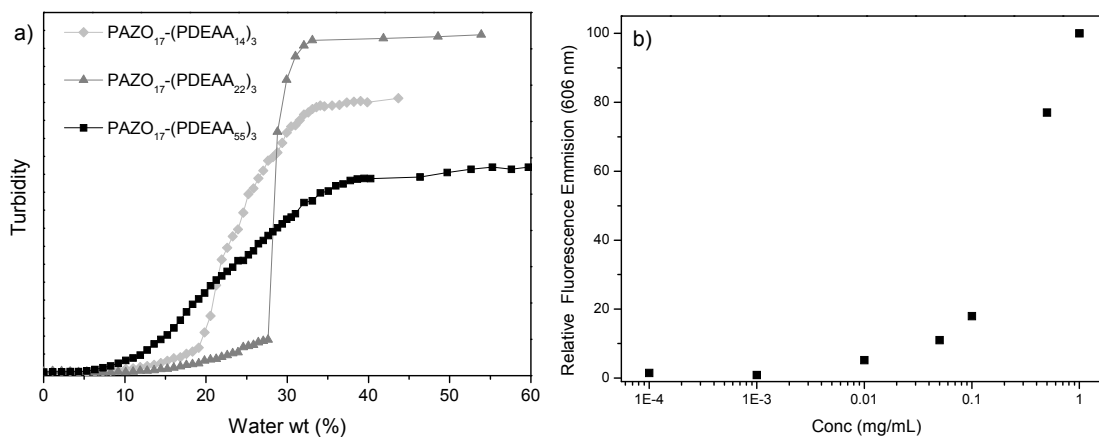 a)
PAZO₁₇-(PDEAA₁₄)₃
PAZO₁₇-(PDEAA₂₂)₃
PAZO₁₇-(PDEAA₅₅)₃
Turbidity
0 10 20 30 40 50 60
Water wt (%)
b)
Relative Fluorescence Emmision (606 nm)
100
80
60
40
20
0
1E-4 1E-3 0.01 0.1 1
Conc (mg/mL)